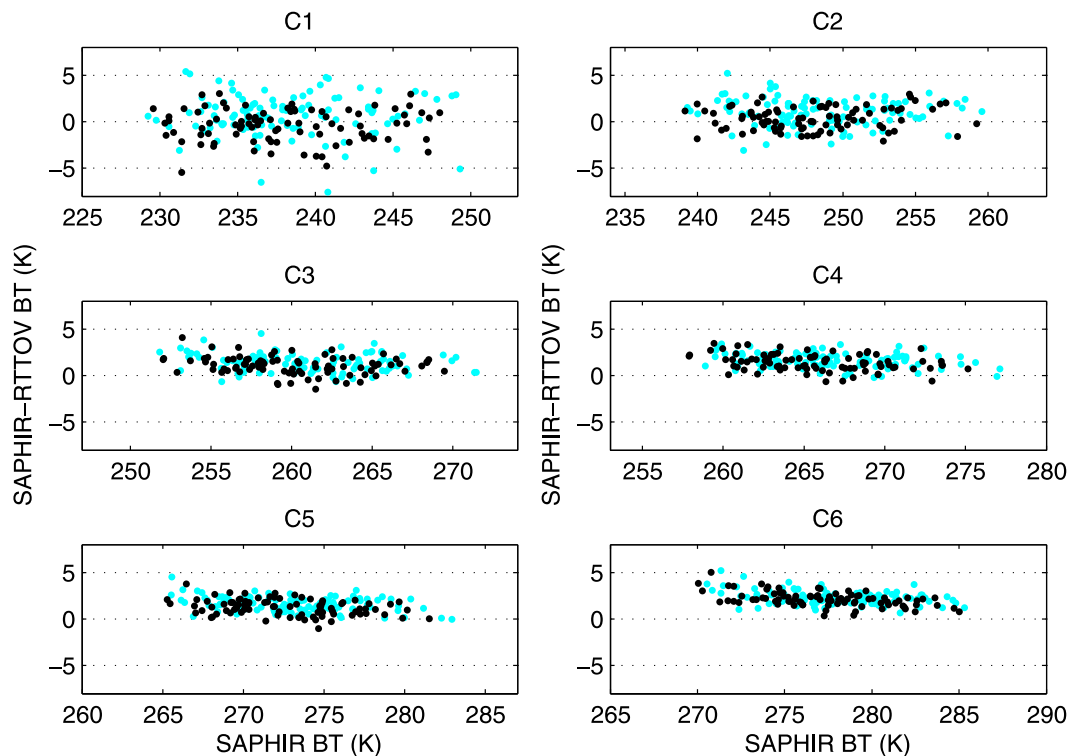 C1
C2
5
0
−5
225 230 235 240 245 250
5
0
−5
235 240 245 250 255 260
SAPHIR−RTTOV BT (K)
SAPHIR−RTTOV BT (K)
C3
C4
5
0
−5
250 255 260 265 270
5
0
−5
255 260 265 270 275 280
C5
C6
5
0
−5
260 265 270 275 280 285
5
0
−5
265 270 275 280 285 290
SAPHIR BT (K)
SAPHIR BT (K)